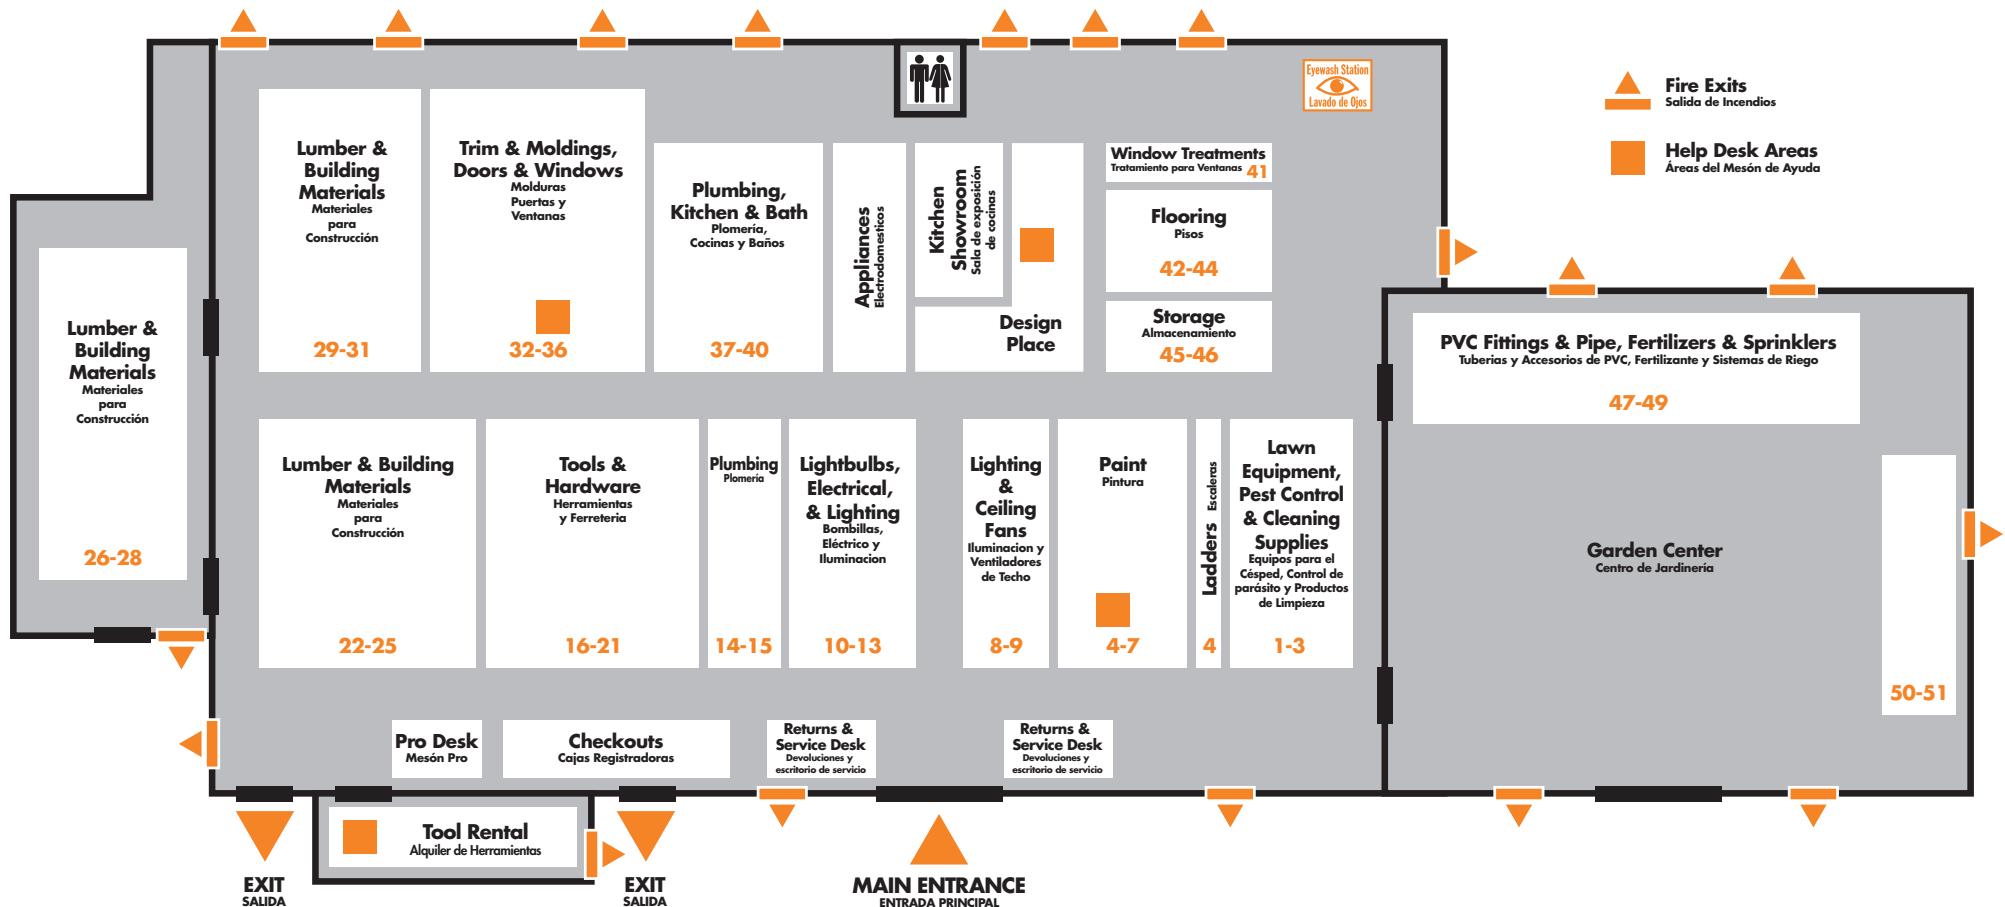 Eyewash Station
Lavado de Ojos
Fire Exits
Salida de Incendios
Help Desk Areas
Áreas del Mesón de Ayuda
Lumber &
Building
Materials
Materiales
para
Construcción
26-28
Lumber &
Building
Materials
Materiales
para
Construcción
29-31
Trim & Moldings,
Doors & Windows
Molduras
Puertas y
Ventanas
32-36
Plumbing,
Kitchen & Bath
Plomería,
Cocinas y Baños
37-40
Appliances
Electrodomesticos
Kitchen
Showroom
Sala de exposición
de cocinas
Design
Place
Window Treatments
Tratamiento para Ventanas 41
Flooring
Pisos
42-44
Storage
Almacenamiento
45-46
PVC Fittings & Pipe, Fertilizers & Sprinklers
Tuberias y Accesorios de PVC, Fertilizante y Sistemas de Riego
47-49
Lumber & Building
Materials
Materiales
para
Construcción
22-25
Tools &
Hardware
Herramientas
y Ferreteria
16-21
Plumbing
Plomería
14-15
Lightbulbs,
Electrical,
& Lighting
Bombillas,
Eléctrico y
Iluminacion
10-13
Lighting
&
Ceiling
Fans
Iluminacion y
Ventiladores
de Techo
8-9
Paint
Pintura
4-7
Ladders Escaleras
4
Lawn
Equipment,
Pest Control
& Cleaning
Supplies
Equipos para el
Césped, Control de
parásito y Productos
de Limpieza
1-3
Garden Center
Centro de Jardinería
50-51
Pro Desk
Mesón Pro
Checkouts
Cajas Registradoras
Returns &
Service Desk
Devoluciones y
escritorio de servicio
Returns &
Service Desk
Devoluciones y
escritorio de servicio
Tool Rental
Alquiler de Herramientas
EXIT
SALIDA
EXIT
SALIDA
MAIN ENTRANCE
ENTRADA PRINCIPAL